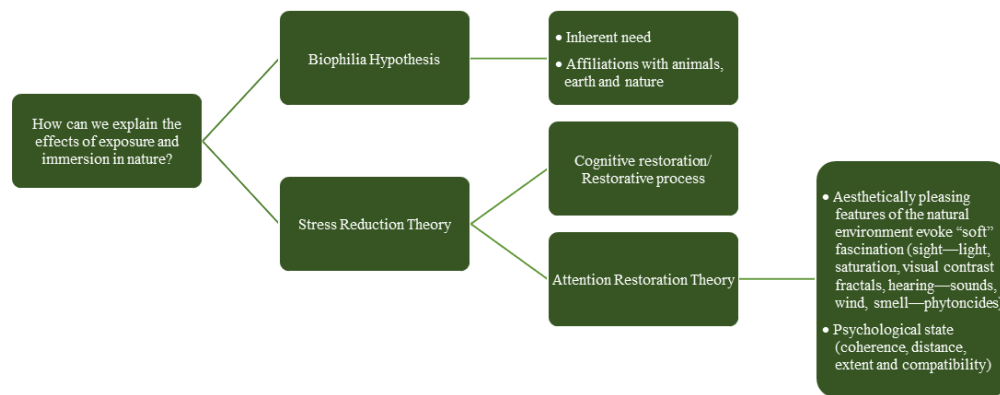 How can we explain the
effects of exposure and
immersion in nature?
Biophilia Hypothesis
• Inherent need
• Affiliations with animals,
earth and nature
Stress Reduction Theory
Cognitive restoration/
Restorative process
Attention Restoration Theory
• Aesthetically pleasing
features of the natural
environment evoke “soft”
fascination (sight—light,
saturation, visual contrast
fractals, hearing—sounds,
wind, smell—phytoncides)
• Psychological state
(coherence, distance,
extent and compatibility)